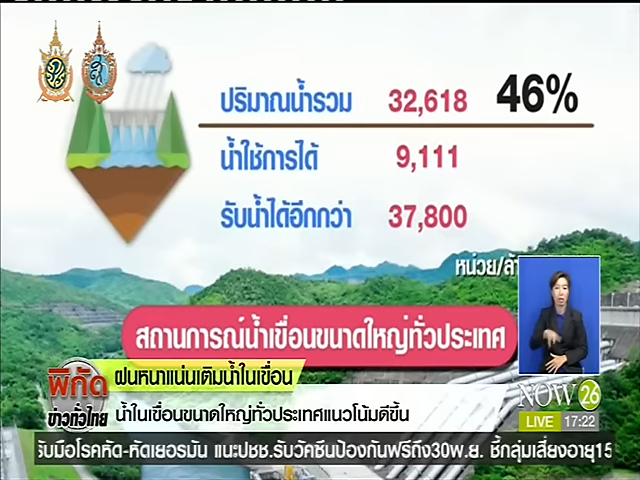 ปริมาณน้ำรวม 32,618 46%
น้ำใช้การได้ 9,111
รับน้ำได้อีกกว่า 37,800
หน่วย/ล้
สถานการณ์น้ำเขื่อนขนาดใหญ่ทั่วประเทศ
พิกัด
ข่าวทั่วไทย
ฝนหนาแน่นเติมน้ำในเขื่อน
น้ำในเขื่อนขนาดใหญ่ทั่วประเทศแนวโน้มดีขึ้น
NOW 26
LIVE 17:22
รับมือโรคหัด-หัดเยอรมัน แนะปชช.รับวัคซีนป้องกันฟรีถึง30พ.ย. ชี้กลุ่มเสี่ยงอายุ15